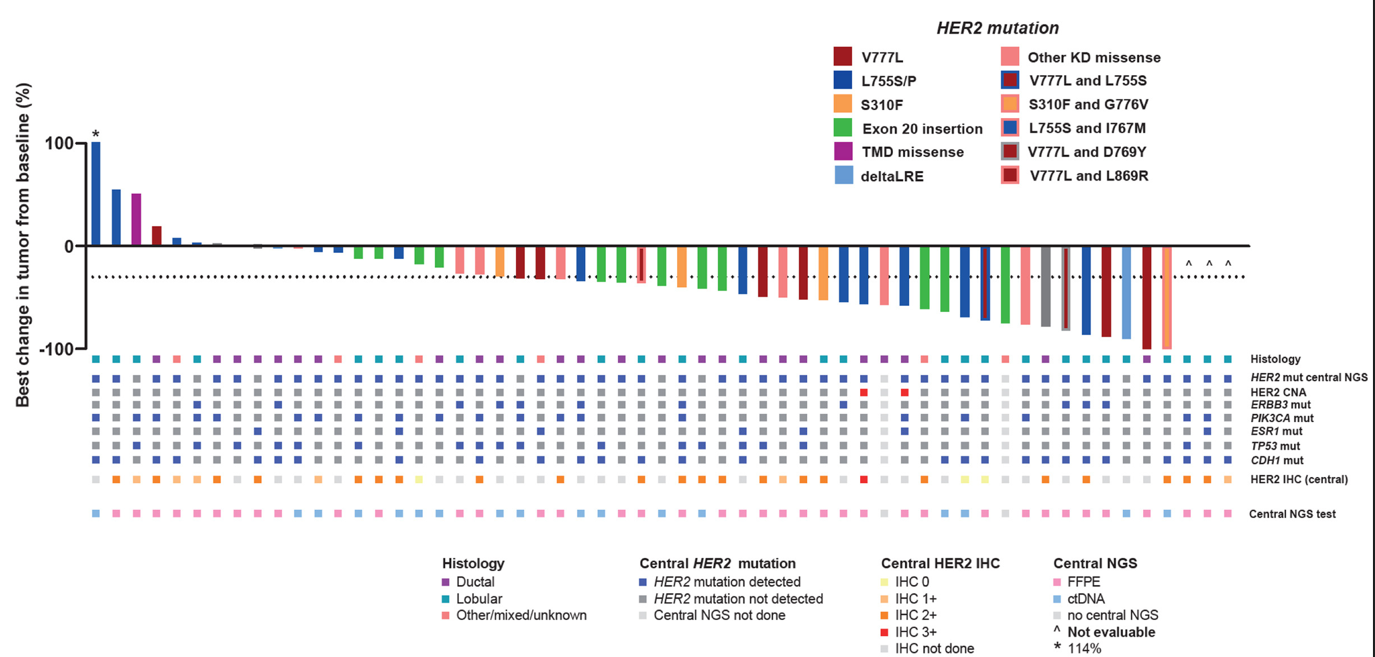 HER2 mutation
V777L
Other KD missense
L755S/P
V777L and L755S
S310F
S310F and G776V
Exon 20 insertion
L755S and I767M
TMD missense
V777L and D769Y
deltaLRE
V777L and L869R
Best change in tumor from baseline (%)
100
0
-100
*
^ ^ ^
Histology
HER2 mut central NGS
HER2 CNA
ERBB3 mut
PIK3CA mut
ESR1 mut
TP53 mut
CDH1 mut
HER2 IHC (central)
Central NGS test
Histology
Ductal
Lobular
Other/mixed/unknown
Central HER2 mutation
HER2 mutation detected
HER2 mutation not detected
Central NGS not done
Central HER2 IHC
IHC 0
IHC 1+
IHC 2+
IHC 3+
IHC not done
Central NGS
FFPE
ctDNA
no central NGS
^ Not evaluable
* 114%